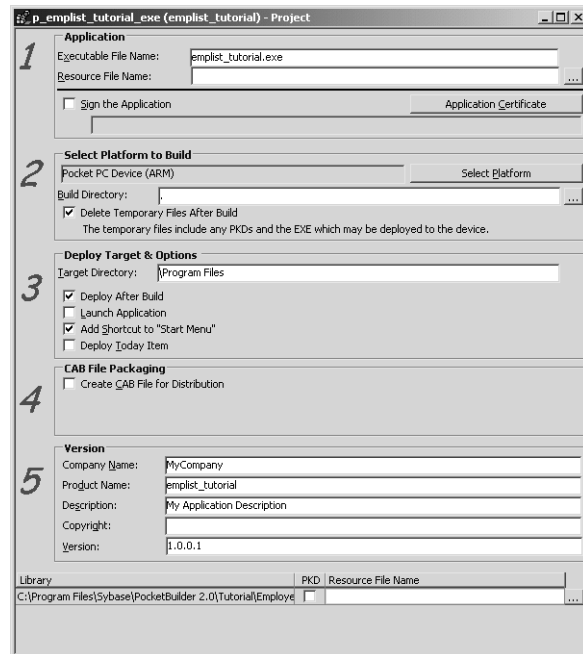 p_emplist_tutorial_exe (emplist_tutorial) - Project
1
Application
Executable File Name: emplist_tutorial.exe
Resource File Name: ...
Sign the Application Application Certificate
2
Select Platform to Build
Pocket PC Device (ARM) Select Platform
Build Directory: . ...
Delete Temporary Files After Build
The temporary files include any PKDs and the EXE which may be deployed to the device.
3
Deploy Target & Options
Target Directory: \Program Files
Deploy After Build
Launch Application
Add Shortcut to "Start Menu"
Deploy Today Item
4
CAB File Packaging
Create CAB File for Distribution
5
Version
Company Name: MyCompany
Product Name: emplist_tutorial
Description: My Application Description
Copyright:
Version: 1.0.0.1
Library PKD Resource File Name
C:\Program Files\Sybase\PocketBuilder 2.0\Tutorial\Employe ...